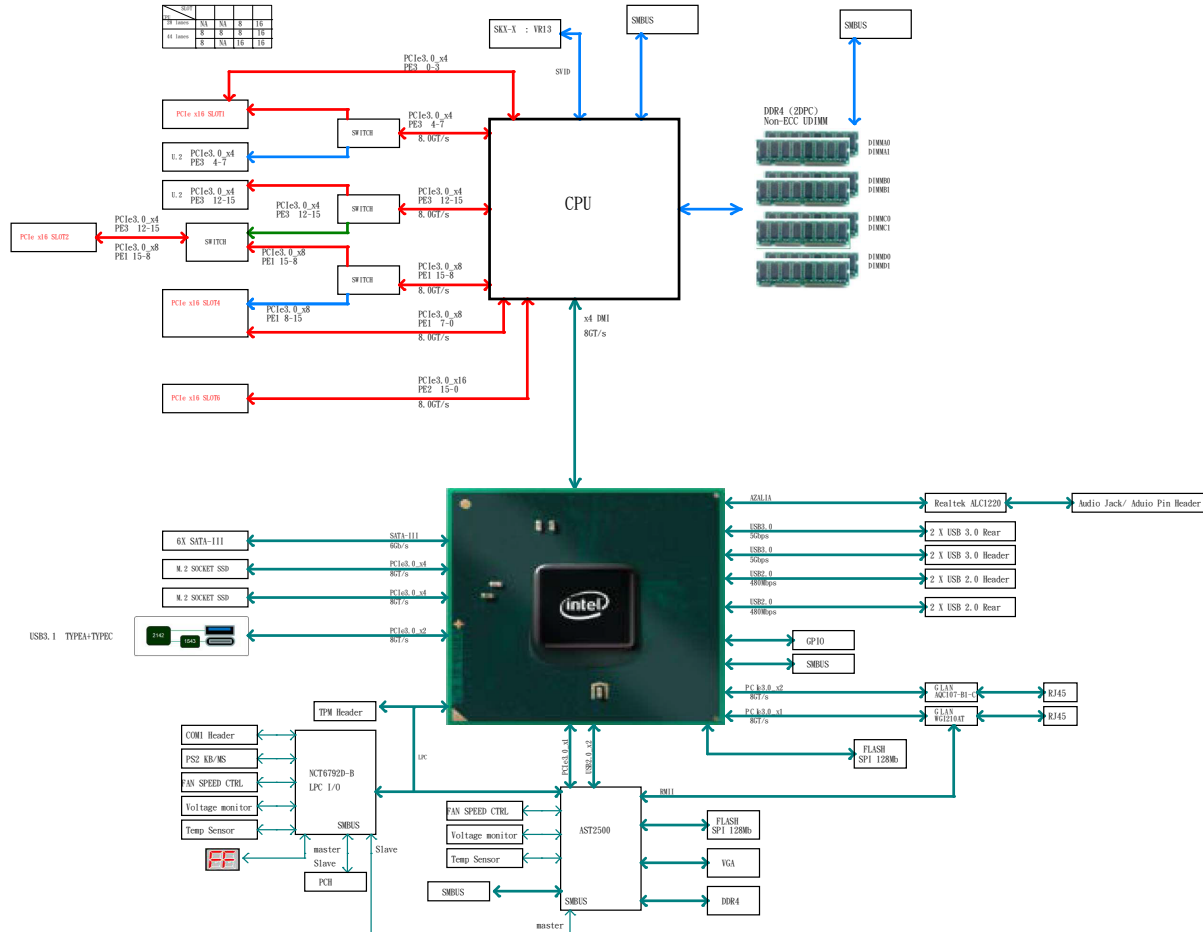 SLOT
CPU
28 lanes NA NA 8 16
44 lanes 8 8 8 16
8 NA 16 16
SKX-X : VR13
SMBUS
SMBUS
SVID
PCIe3.0_x4
PE3 0-3
PCIe x16 SLOT1
SWITCH
PCIe3.0_x4
PE3 4-7
8.0GT/s
U.2 PCIe3.0_x4
PE3 4-7
U.2 PCIe3.0_x4
PE3 12-15
PCIe3.0_x4
PE3 12-15
SWITCH
PCIe3.0_x4
PE3 12-15
8.0GT/s
PCIe x16 SLOT2
PCIe3.0_x4
PE3 12-15
PCIe3.0_x8
PE1 15-8
SWITCH
PCIe3.0_x8
PE1 15-8
SWITCH
PCIe3.0_x8
PE1 15-8
8.0GT/s
PCIe x16 SLOT4
PCIe3.0_x8
PE1 8-15
PCIe3.0_x8
PE1 7-0
8.0GT/s
PCIe x16 SLOT6
PCIe3.0_x16
PE2 15-0
8.0GT/s
CPU
DDR4 (2DPC)
Non-ECC UDIMM
DIMMA0
DIMMA1
DIMMB0
DIMMB1
DIMMC0
DIMMC1
DIMMD0
DIMMD1
x4 DMI
8GT/s
intel
6X SATA-III
SATA-III
6Gb/s
M.2 SOCKET SSD
PCIe3.0_x4
8GT/s
M.2 SOCKET SSD
PCIe3.0_x4
8GT/s
USB3.1 TYPEA+TYPEC
2142
1543
PCIe3.0_x2
8GT/s
AZALIA
Realtek ALC1220
Audio Jack/ Aduio Pin Header
USB3.0
5Gbps
2 X USB 3.0 Rear
USB3.0
5Gbps
2 X USB 3.0 Header
USB2.0
480Mbps
2 X USB 2.0 Header
USB2.0
480Mbps
2 X USB 2.0 Rear
GPIO
SMBUS
PCIe3.0_x2
8GT/s
GLAN
AQC107-B1-C
RJ45
PCIe3.0_x1
8GT/s
GLAN
WGI210AT
RJ45
FLASH
SPI 128Mb
TPM Header
LPC
PCIe3.0_x1
USB2.0_x2
COM1 Header
PS2 KB/MS
FAN SPEED CTRL
Voltage monitor
Temp Sensor
NCT6792D-B
LPC I/O
SMBUS
master
Slave
Slave
FF
PCH
FAN SPEED CTRL
Voltage monitor
Temp Sensor
SMBUS
AST2500
SMBUS
master
RMII
FLASH
SPI 128Mb
VGA
DDR4